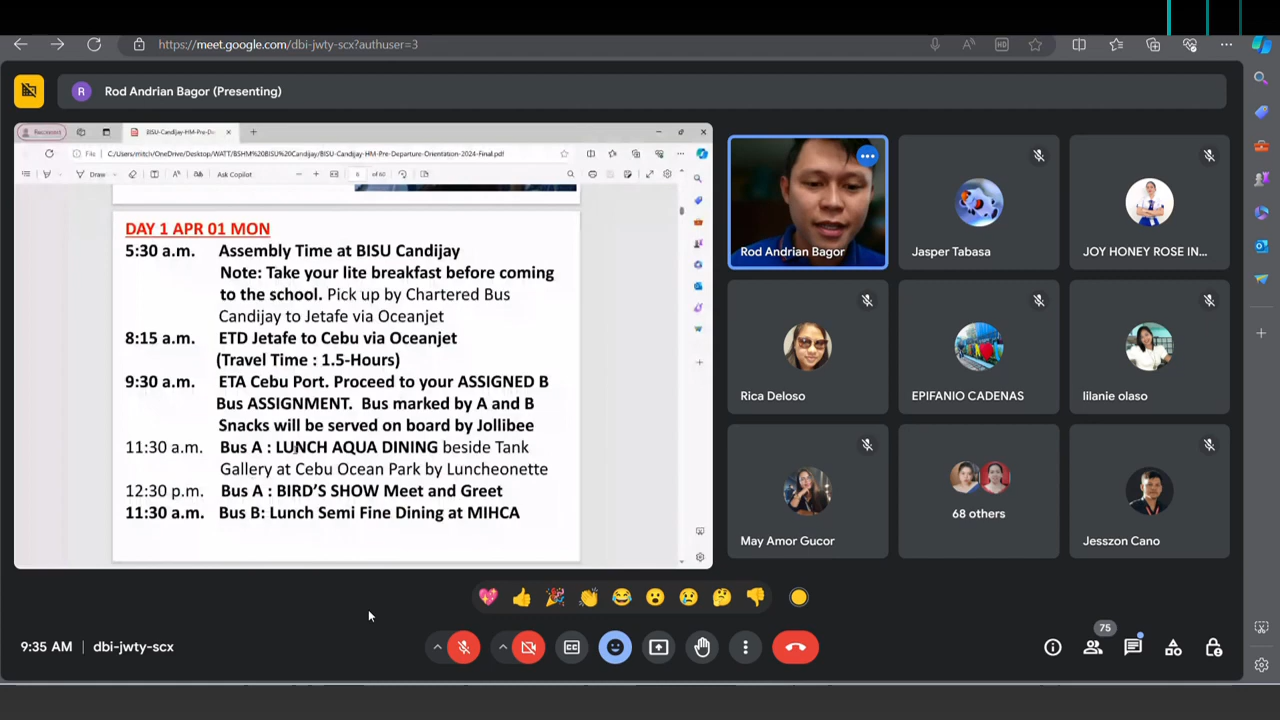 https://meet.google.com/dbi-jwty-scx?authuser=3
R Rod Andrian Bagor (Presenting)
BISU-Candijay-HM-Pre-De
File C:/Users/mitch/OneDrive/Desktop/WATT/BSHM%20BISU%20Candijay/BISU-Candijay-HM-Pre-Departure-Orientation-2024-Final.pdf
Draw Ask Copilot 6 of 60
DAY 1 APR 01 MON
5:30 a.m. Assembly Time at BISU Candijay
Note: Take your lite breakfast before coming
to the school. Pick up by Chartered Bus
Candijay to Jetafe via Oceanjet
8:15 a.m. ETD Jetafe to Cebu via Oceanjet
(Travel Time : 1.5-Hours)
9:30 a.m. ETA Cebu Port. Proceed to your ASSIGNED B
Bus ASSIGNMENT. Bus marked by A and B
Snacks will be served on board by Jollibee
11:30 a.m. Bus A : LUNCH AQUA DINING beside Tank
Gallery at Cebu Ocean Park by Luncheonette
12:30 p.m. Bus A : BIRD'S SHOW Meet and Greet
11:30 a.m. Bus B: Lunch Semi Fine Dining at MIHCA
Rod Andrian Bagor
Jasper Tabasa
JOY HONEY ROSE IN...
Rica Deloso
EPIFANIO CADENAS
lilanie olaso
May Amor Gucor
68 others
Jesszon Cano
9:35 AM | dbi-jwty-scx
75